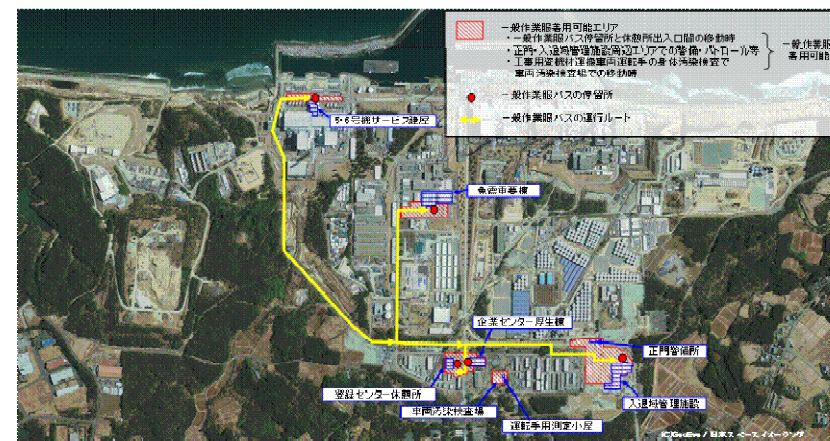 一般作業服着用可能エリア
・一般作業服バス停留所と休憩所出入口間の移動時
・正門・入退域管理施設周辺エリアでの警備・パトロール等
・工事用資機材運搬車両運転手の身体汚染検査で
車両汚染検査場での移動時
一般作業服
着用可能
一般作業服バスの停留所
一般作業服バスの運行ルート
5・6号機サービス建屋
免震重要棟
企業センター厚生棟
正門警備所
登録センター休憩所
車両汚染検査場
運転手用測定小屋
入退域管理施設
(C)GeoEye / 日本スペースイメージング